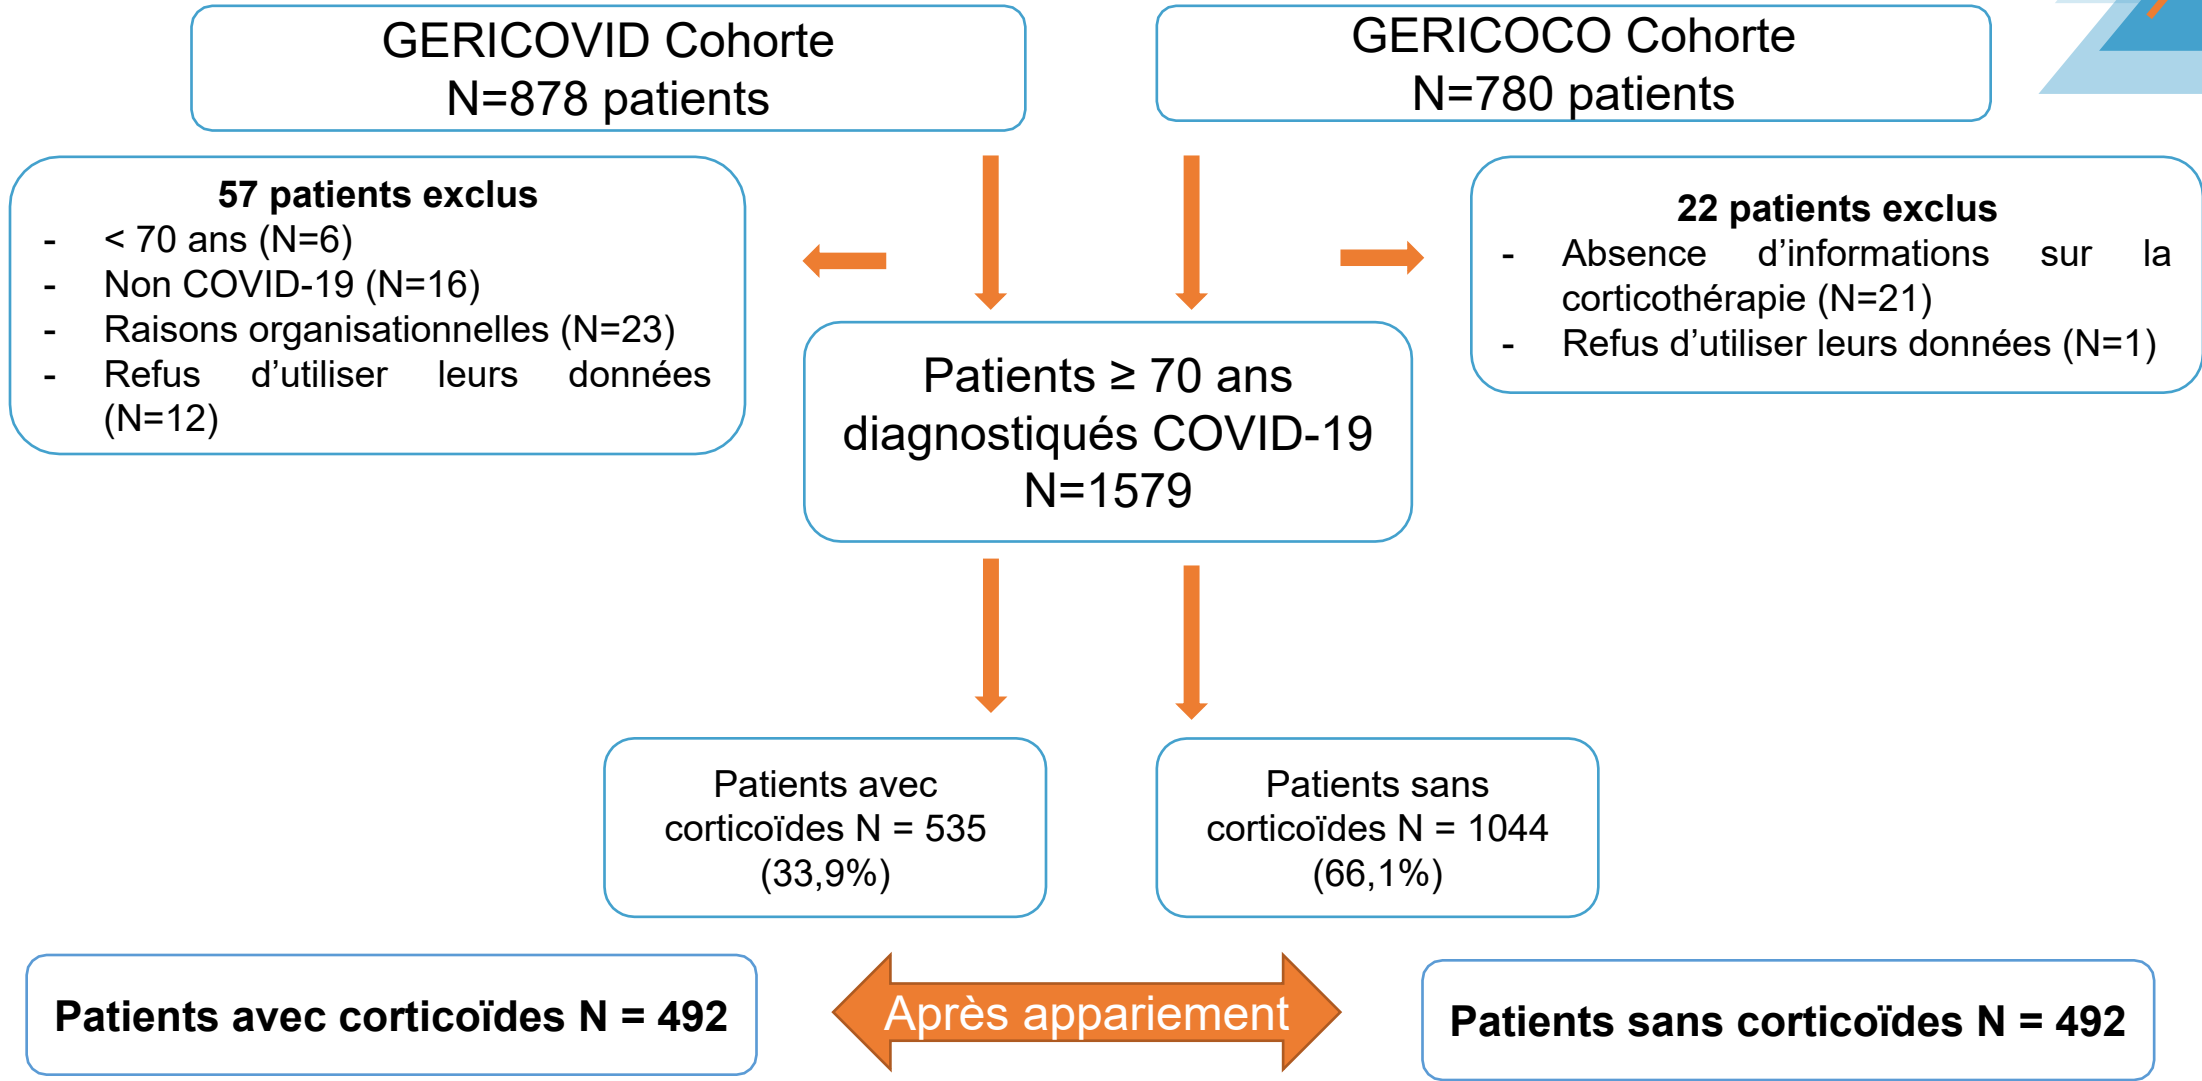 GERICOVID Cohorte
N=878 patients
GERICOCO Cohorte
N=780 patients
57 patients exclus
- < 70 ans (N=6)
- Non COVID-19 (N=16)
- Raisons organisationnelles (N=23)
- Refus d'utiliser leurs données
(N=12)
22 patients exclus
- Absence d'informations sur la
corticothérapie (N=21)
- Refus d'utiliser leurs données (N=1)
Patients ≥ 70 ans
diagnostiqués COVID-19
N=1579
Patients avec
corticoïdes N = 535
(33,9%)
Patients sans
corticoïdes N = 1044
(66,1%)
Patients avec corticoïdes N = 492
Après appariement
Patients sans corticoïdes N = 492